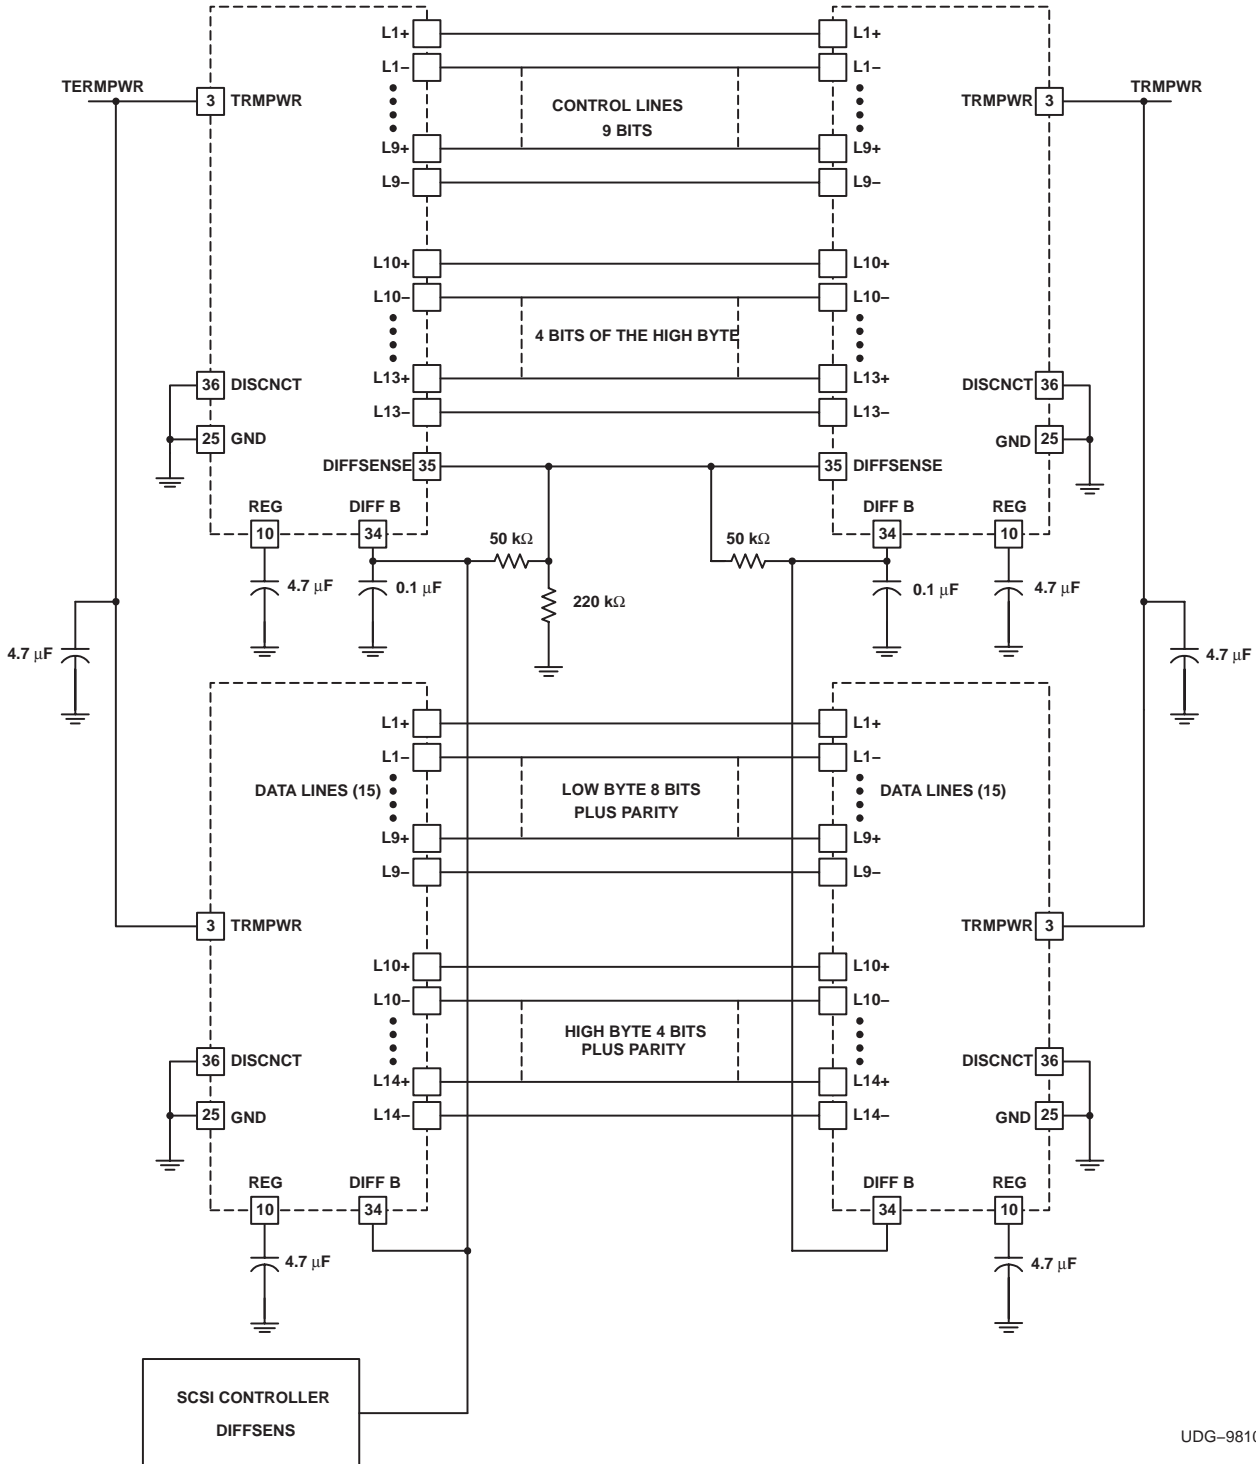 L1+ L1+
L1– L1–
TERMPWR TRMPWR
3 TRMPWR CONTROL LINES TRMPWR 3
9 BITS
L9+ L9+
L9– L9–
L10+ L10+
L10– L10–
4 BITS OF THE HIGH BYTE
L13+ L13+
36 DISCNCT DISCNCT 36
L13– L13–
25 GND GND 25
DIFFSENSE 35 35 DIFFSENSE
REG DIFF B DIFF B REG
10 34 34 10
50 kΩ 50 kΩ
4.7 µF 0.1 µF 220 kΩ 0.1 µF 4.7 µF
4.7 µF 4.7 µF
L1+ L1+
L1– L1–
DATA LINES (15) LOW BYTE 8 BITS DATA LINES (15)
PLUS PARITY
L9+ L9+
L9– L9–
3 TRMPWR TRMPWR 3
L10+ L10+
L10– L10–
HIGH BYTE 4 BITS
PLUS PARITY
36 DISCNCT DISCNCT 36
L14+ L14+
L14– L14–
25 GND GND 25
REG DIFF B DIFF B REG
10 34 34 10
4.7 µF 4.7 µF
SCSI CONTROLLER
DIFFSENS